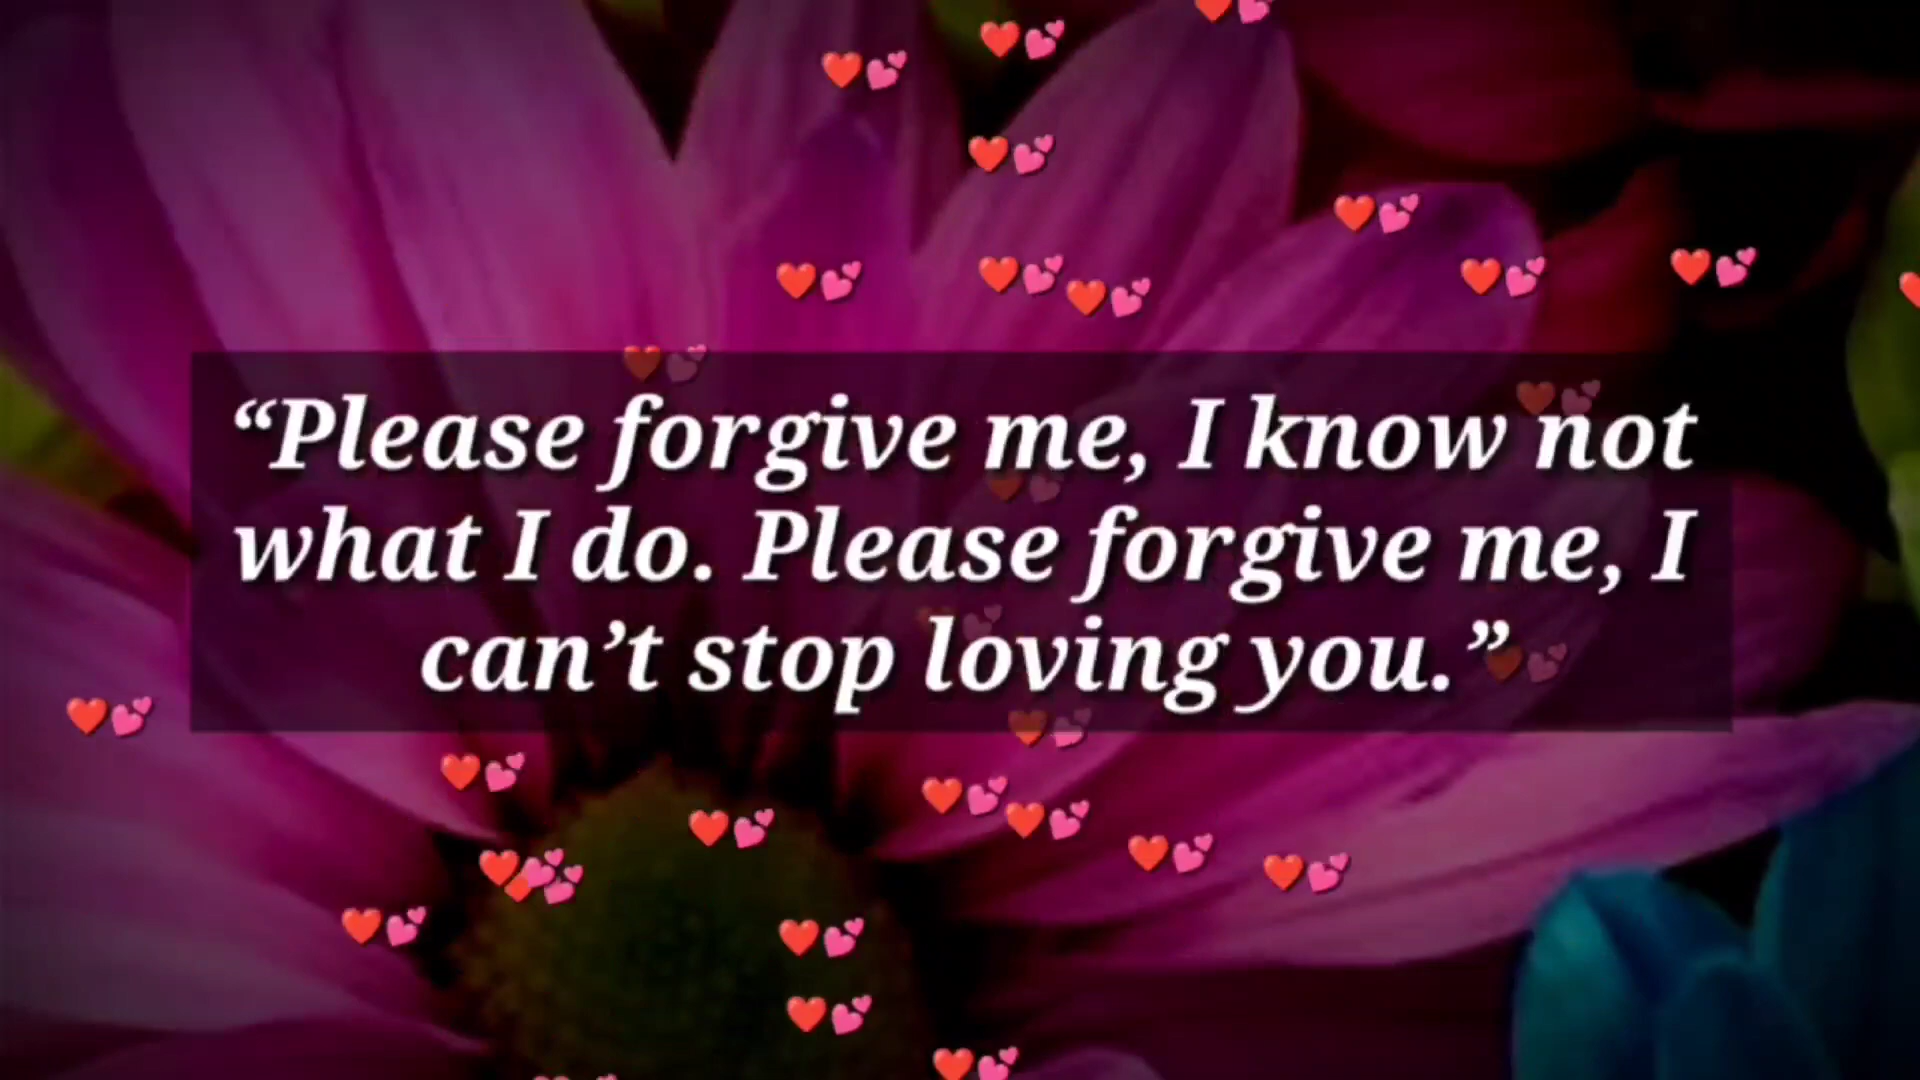 “Please forgive me, I know not
what I do. Please forgive me, I
can’t stop loving you.”